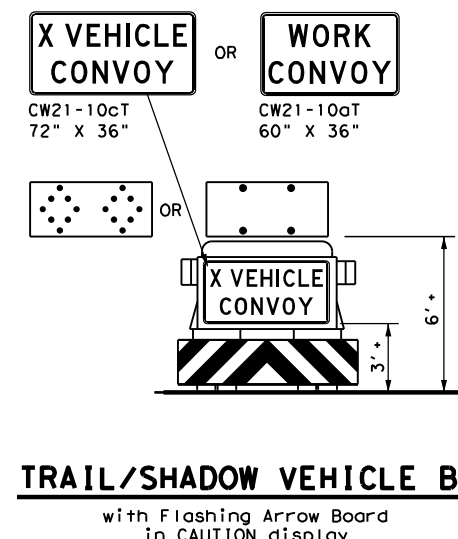 X VEHICLE
CONVOY
OR
WORK
CONVOY
CW21-10cT
72" X 36"
CW21-10aT
60" X 36"
OR
X VEHICLE
CONVOY
6'+
3'+
TRAIL/SHADOW VEHICLE B
with Flashing Arrow Board
in CAUTION display